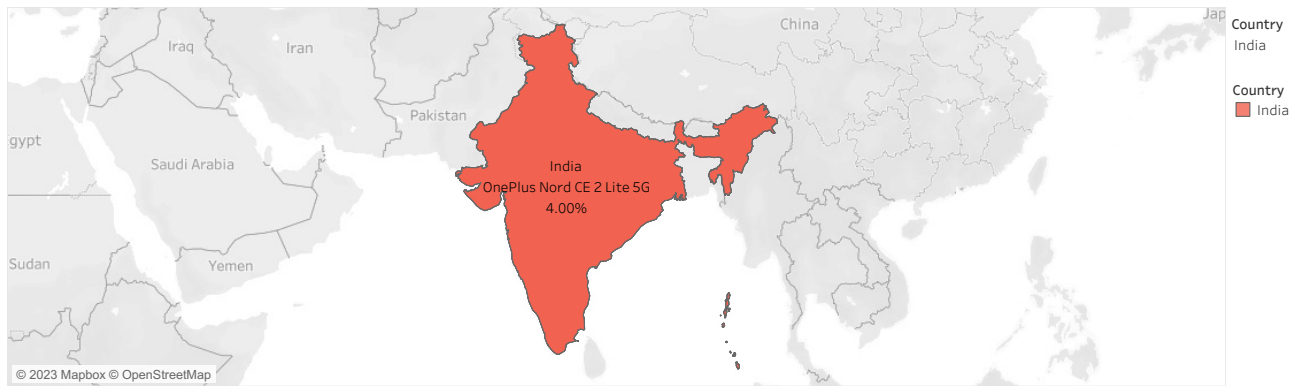 China
Jap
Iraq
Iran
Pakistan
gypt
Saudi Arabia
India
OnePlus Nord CE 2 Lite 5G
4.00%
Sudan
Yemen
© 2023 Mapbox © OpenStreetMap
Country
India
Country
India